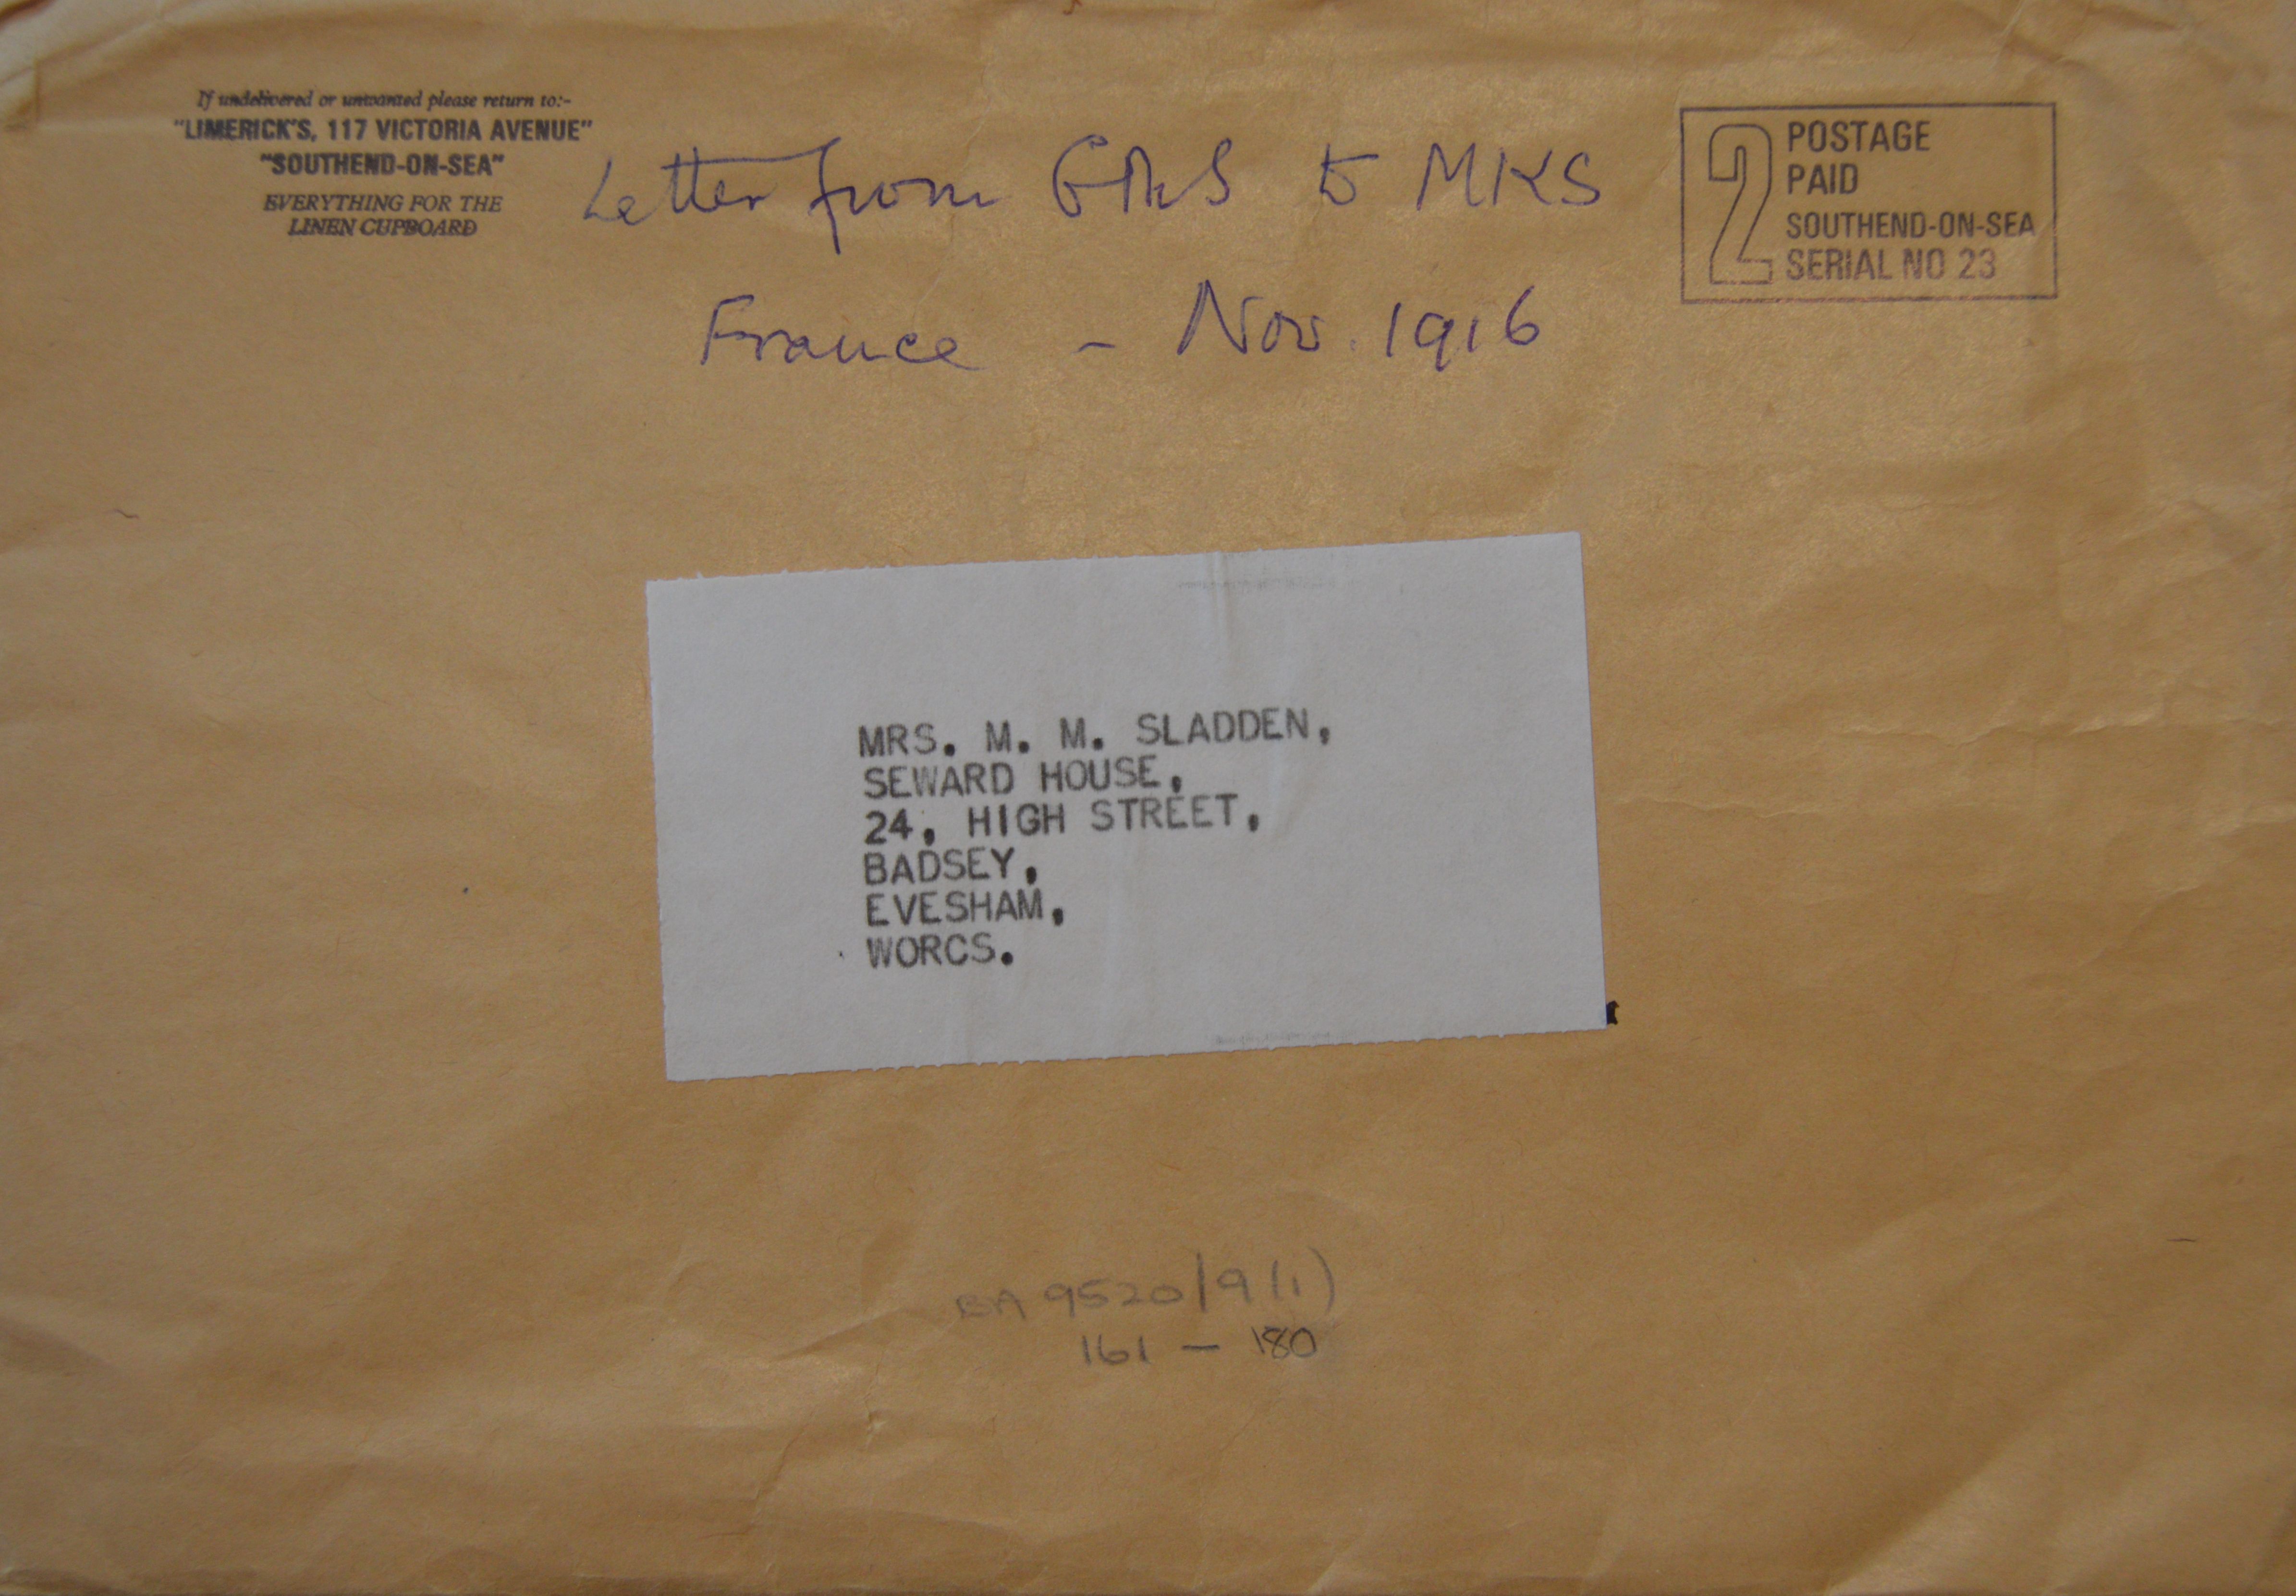 If undelivered or unwanted please return to:-
"LIMERICK'S, 117 VICTORIA AVENUE"
"SOUTHEND-ON-SEA"
EVERYTHING FOR THE
LINEN CUPBOARD
Letter from to MKS
France - Nov. 1916
2
POSTAGE
PAID
SOUTHEND-ON-SEA
SERIAL NO 23
MRS. M. M. SLADDEN,
SEWARD HOUSE,
24, HIGH STREET,
BADSEY,
EVESHAM,
WORCS.
BA 9520/9(1)
161 - 180